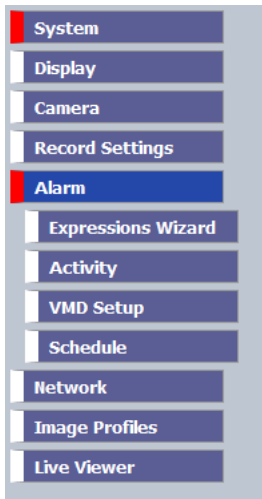 System
Display
Camera
Record Settings
Alarm
Expressions Wizard
Activity
VMD Setup
Schedule
Network
Image Profiles
Live Viewer